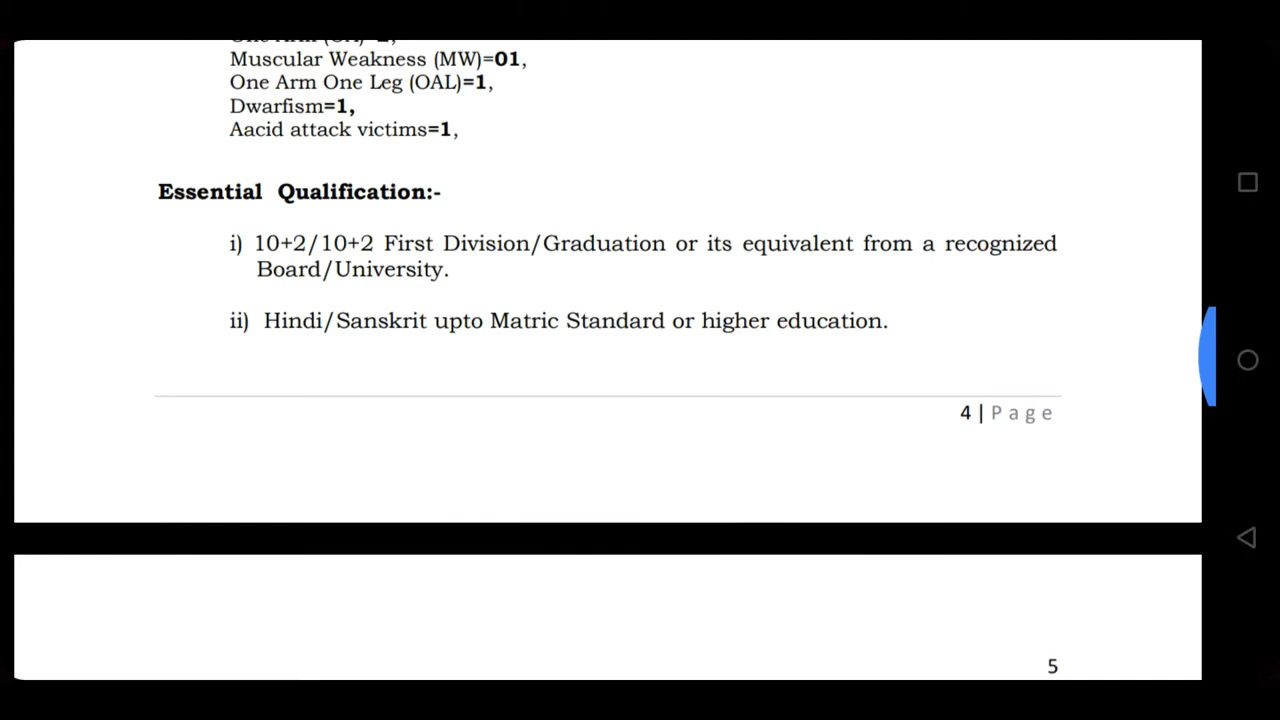 Muscular Weakness (MW)=01,
One Arm One Leg (OAL)=1,
Dwarfism=1,
Aacid attack victims=1,
Essential Qualification:-
i) 10+2/10+2 First Division/Graduation or its equivalent from a recognized
Board/University.
ii) Hindi/Sanskrit upto Matric Standard or higher education.
4 | Page
5